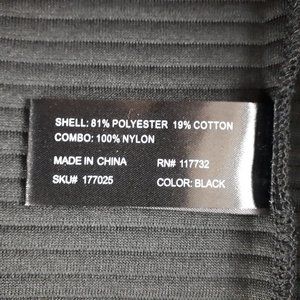 SHELL: 81% POLYESTER 19% COTTON
COMBO: 100% NYLON
MADE IN CHINA RN# 117732
SKU# 177025 COLOR: BLACK